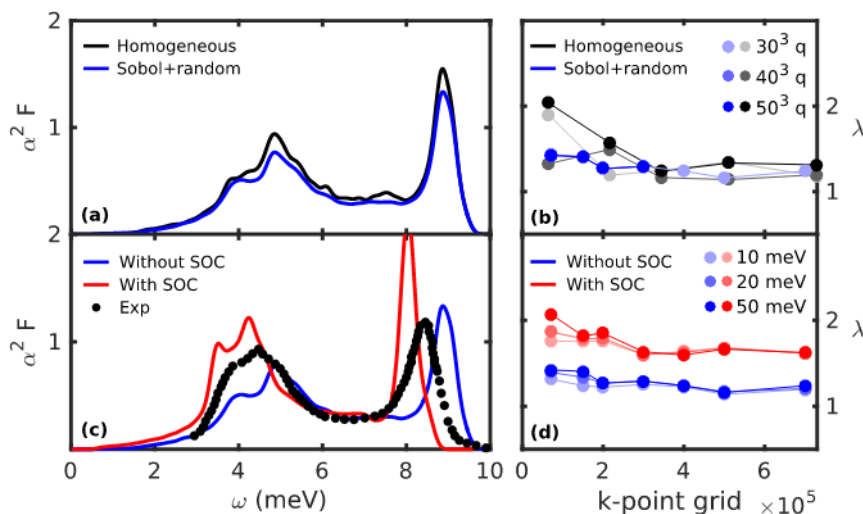 2
1
α² F
Homogeneous
Sobol+random
(a)
Homogeneous
Sobol+random
30³ q
40³ q
50³ q
2
1
λ
(b)
2
1
α² F
Without SOC
With SOC
Exp
(c)
0 2 4 6 8 10
ω (meV)
Without SOC
With SOC
10 meV
20 meV
50 meV
2
1
λ
(d)
0 2 4 6
k-point grid ×10⁵